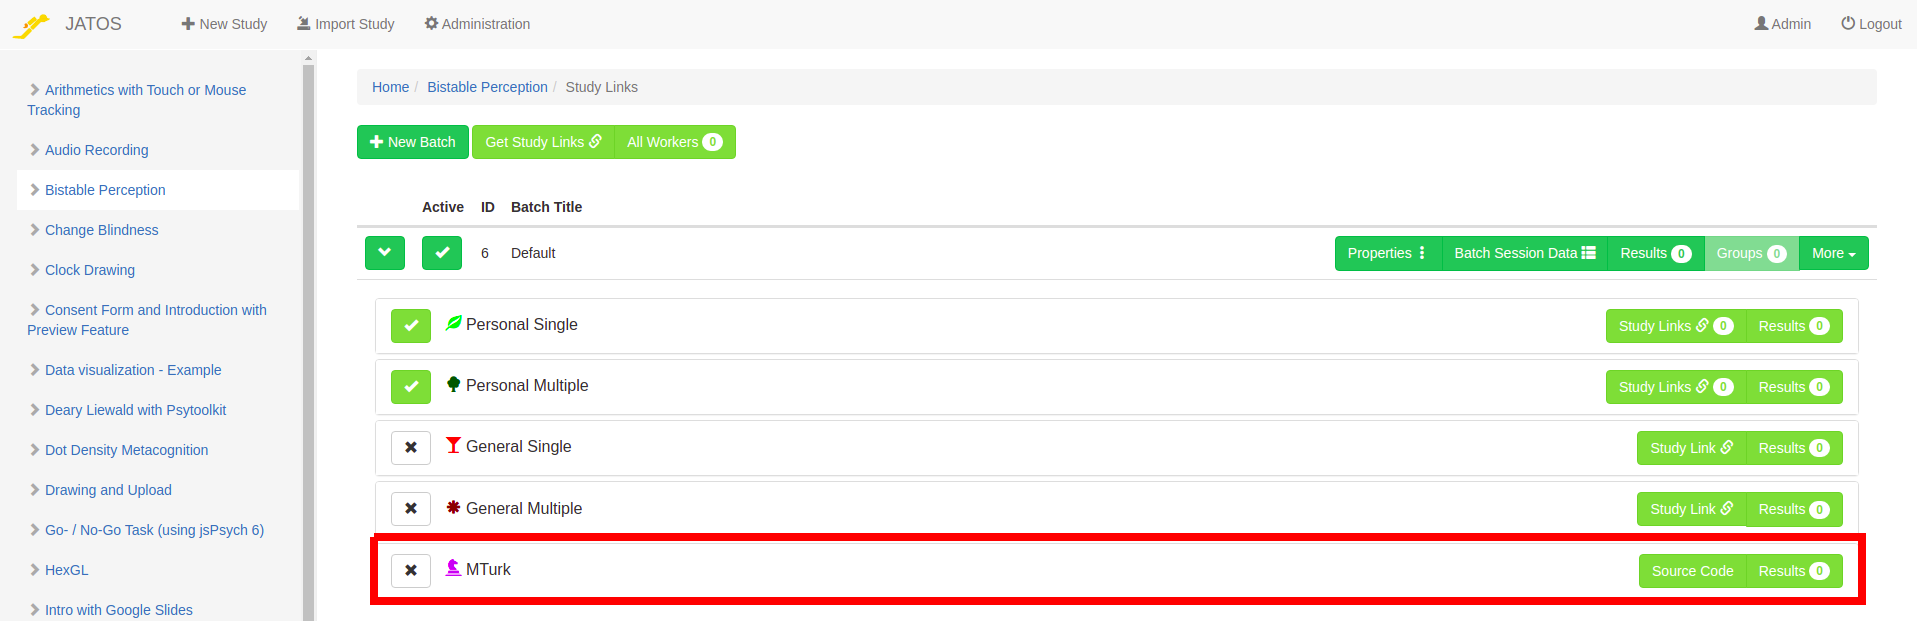 JATOS New Study Import Study Administration Admin Logout
Arithmetics with Touch or Mouse
Tracking
Audio Recording
Bistable Perception
Change Blindness
Clock Drawing
Consent Form and Introduction with
Preview Feature
Data visualization - Example
Deary Liewald with Psytoolkit
Dot Density Metacognition
Drawing and Upload
Go- / No-Go Task (using jsPsych 6)
HexGL
Intro with Google Slides
Home / Bistable Perception / Study Links
New Batch Get Study Links All Workers 0
Active ID Batch Title
6 Default Properties Batch Session Data Results 0 Groups 0 More
Personal Single Study Links 0 Results 0
Personal Multiple Study Links 0 Results 0
General Single Study Link Results 0
General Multiple Study Link Results 0
MTurk Source Code Results 0